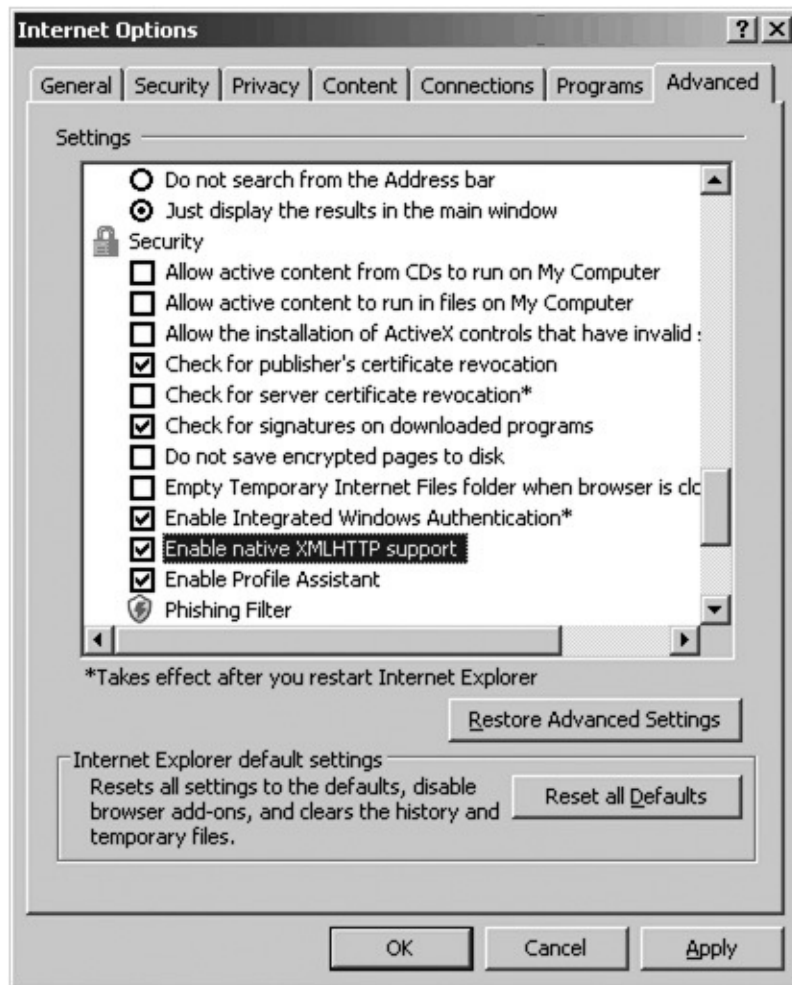 Internet Options
General Security Privacy Content Connections Programs Advanced
Settings
Do not search from the Address bar
Just display the results in the main window
Security
Allow active content from CDs to run on My Computer
Allow active content to run in files on My Computer
Allow the installation of ActiveX controls that have invalid
Check for publisher's certificate revocation
Check for server certificate revocation*
Check for signatures on downloaded programs
Do not save encrypted pages to disk
Empty Temporary Internet Files folder when browser is
Enable Integrated Windows Authentication*
Enable native XMLHTTP support
Enable Profile Assistant
Phishing Filter
*Takes effect after you restart Internet Explorer
Restore Advanced Settings
Internet Explorer default settings
Resets all settings to the defaults, disable
browser add-ons, and clears the history and
temporary files.
Reset all Defaults
OK Cancel Apply